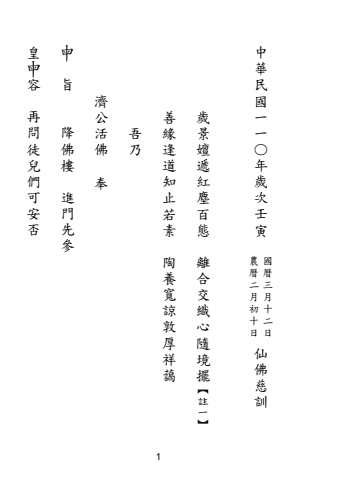 中華民國一一〇年歲次壬寅 國曆三月十二日 農曆二月初十日 仙佛慈訓
歲景嬗遞紅塵百態 離合交織心隨境擺【註一】
善緣逢道知止若素 陶養寬諒敦厚祥藹
吾乃
濟公活佛 奉
申 旨 降佛樓 進門先參
皇申容 再問徒兒們可安否
1